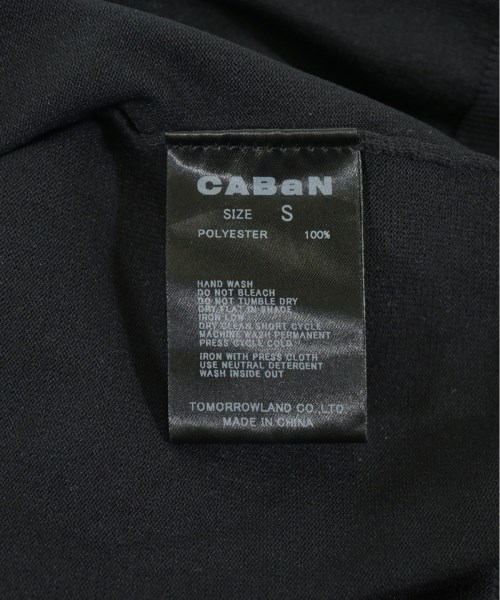 CABaN
SIZE S
POLYESTER 100%
HAND WASH
DO NOT BLEACH
DO NOT TUMBLE DRY
DRY FLAT IN SHADE
IRON LOW
DRY CLEAN SHORT CYCLE
MACHINE WASH PERMANENT
PRESS CYCLE COLD
IRON WITH PRESS CLOTH
USE NEUTRAL DETERGENT
WASH INSIDE OUT
TOMORROWLAND CO.,LTD.
MADE IN CHINA